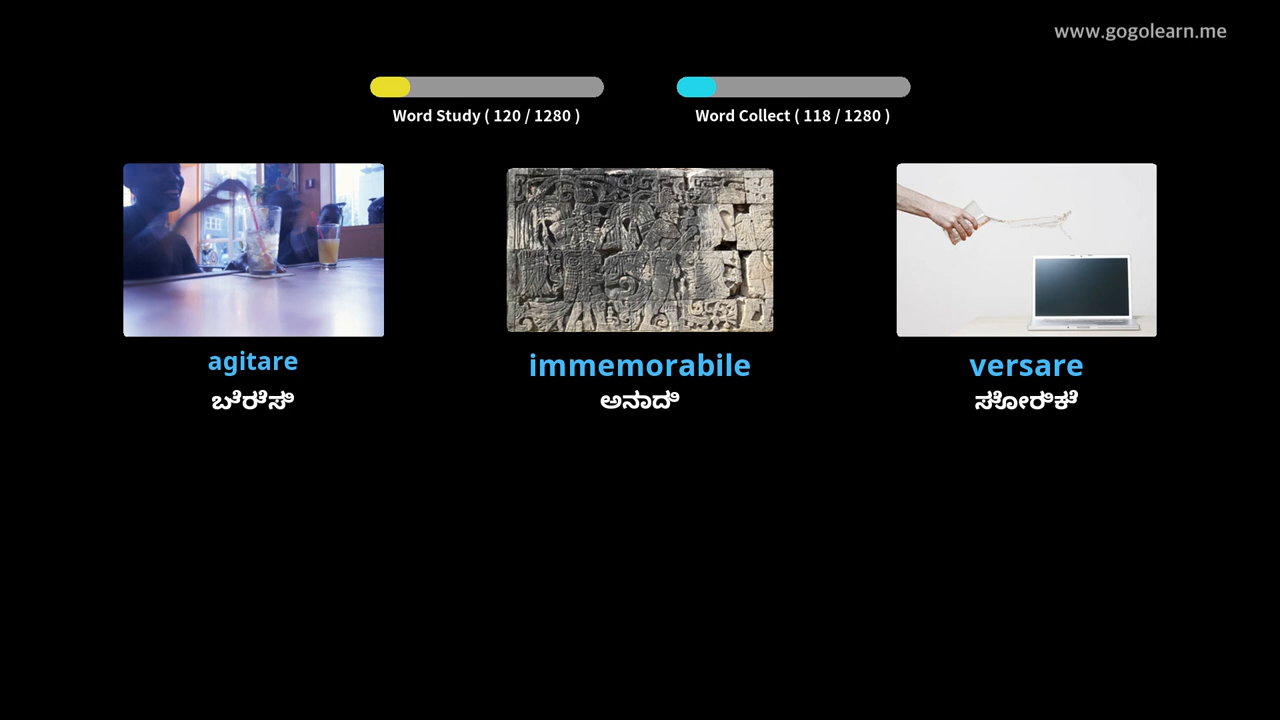 www.gogolearn.me
Word Study ( 120 / 1280 ) Word Collect ( 118 / 1280 )
agitare immemorabile versare
ಬೆರೆಸಿ ಅನಾದಿ ಸೋರಿಕೆ